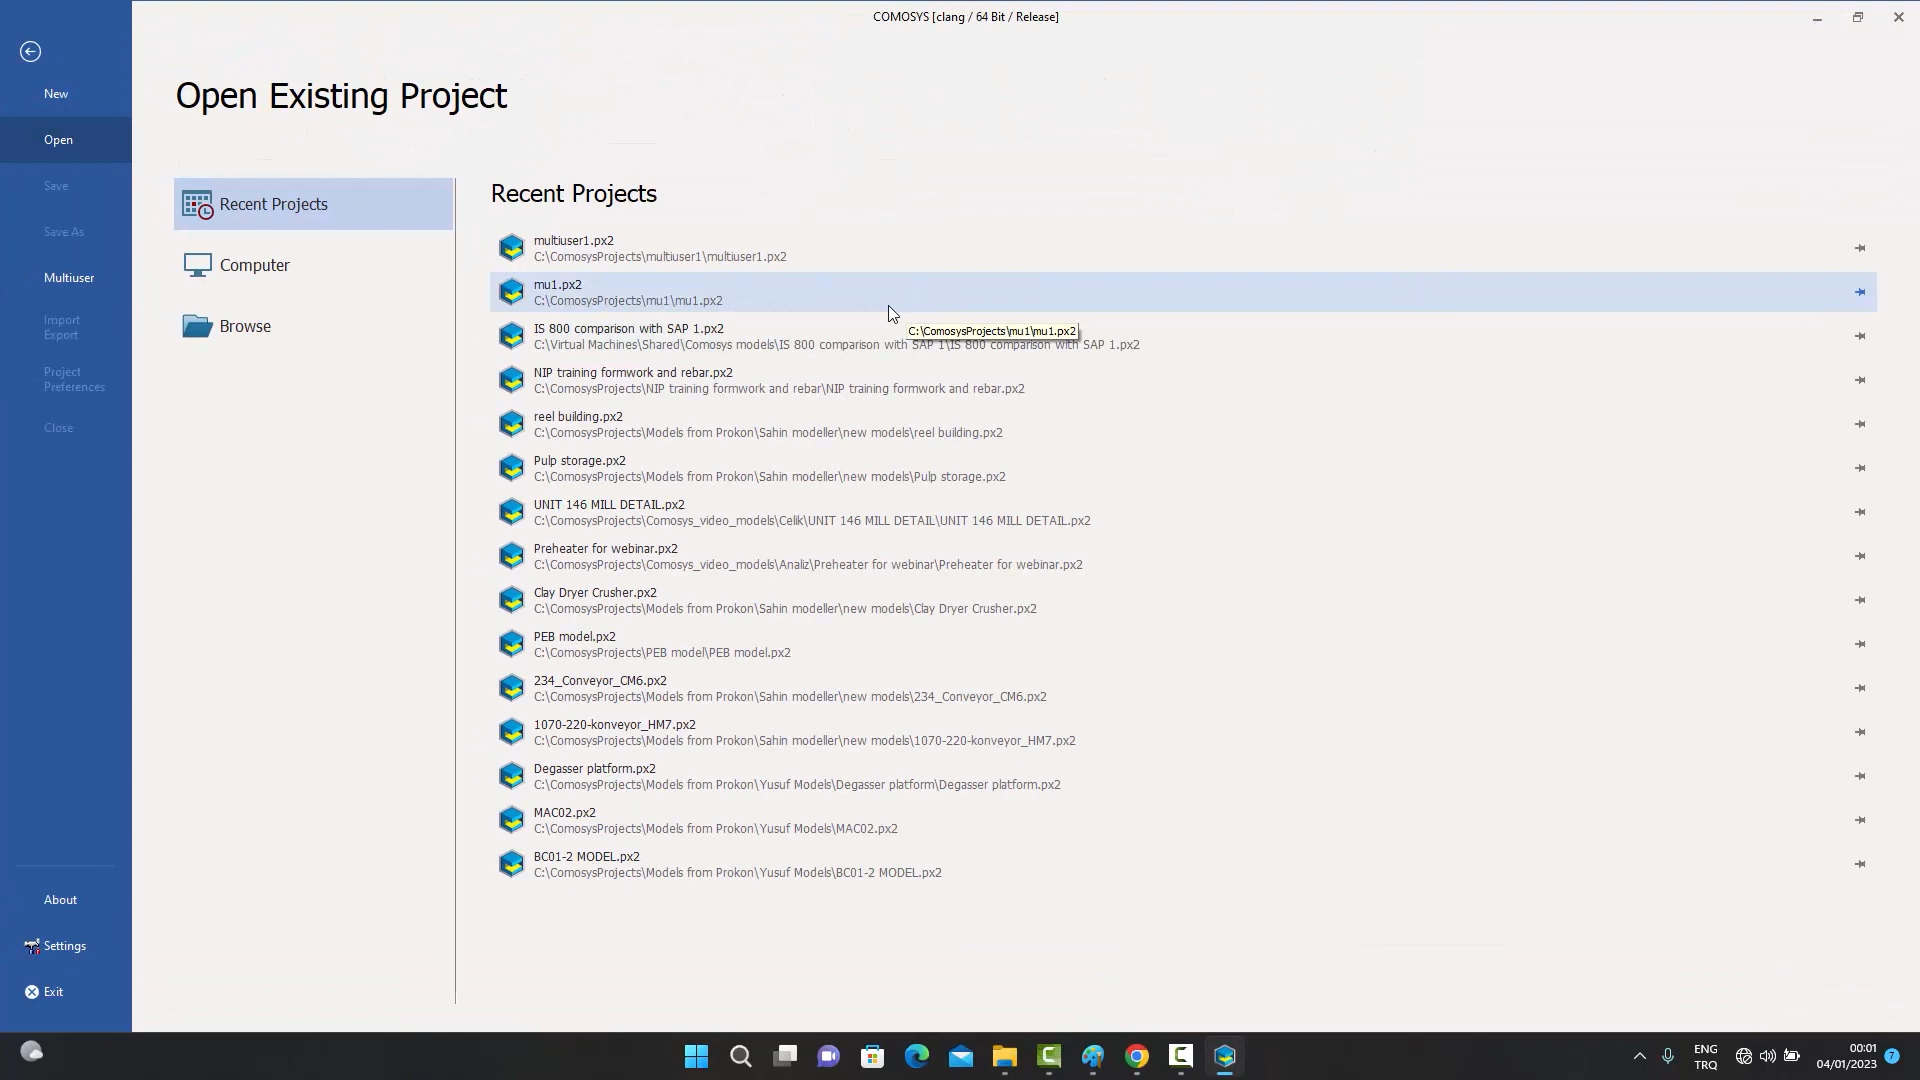 COMOSYS [clang / 64 Bit / Release]
New
Open
Save
Save As
Multiuser
Import
Export
Project
Preferences
Close
About
Settings
Exit
Open Existing Project
Recent Projects
Computer
Browse
Recent Projects
multiuser1.px2
C:\ComosysProjects\multiuser1\multiuser1.px2
mu1.px2
C:\ComosysProjects\mu1\mu1.px2
C:\ComosysProjects\mu1\mu1.px2
IS 800 comparison with SAP 1.px2
C:\Virtual Machines\Shared\Comosys models\IS 800 comparison with SAP 1\IS 800 comparison with SAP 1.px2
NIP training formwork and rebar.px2
C:\ComosysProjects\NIP training formwork and rebar\NIP training formwork and rebar.px2
reel building.px2
C:\ComosysProjects\Models from Prokon\Sahin modeller\new models\reel building.px2
Pulp storage.px2
C:\ComosysProjects\Models from Prokon\Sahin modeller\new models\Pulp storage.px2
UNIT 146 MILL DETAIL.px2
C:\ComosysProjects\Comosys_video_models\Celik\UNIT 146 MILL DETAIL\UNIT 146 MILL DETAIL.px2
Preheater for webinar.px2
C:\ComosysProjects\Comosys_video_models\Analiz\Preheater for webinar\Preheater for webinar.px2
Clay Dryer Crusher.px2
C:\ComosysProjects\Models from Prokon\Sahin modeller\new models\Clay Dryer Crusher.px2
PEB model.px2
C:\ComosysProjects\PEB model\PEB model.px2
234_Conveyor_CM6.px2
C:\ComosysProjects\Models from Prokon\Sahin modeller\new models\234_Conveyor_CM6.px2
1070-220-konveyor_HM7.px2
C:\ComosysProjects\Models from Prokon\Sahin modeller\new models\1070-220-konveyor_HM7.px2
Degasser platform.px2
C:\ComosysProjects\Models from Prokon\Yusuf Models\Degasser platform\Degasser platform.px2
MAC02.px2
C:\ComosysProjects\Models from Prokon\Yusuf Models\MAC02.px2
BC01-2 MODEL.px2
C:\ComosysProjects\Models from Prokon\Yusuf Models\BC01-2 MODEL.px2
ENG
TRQ
00:01
04/01/2023
7